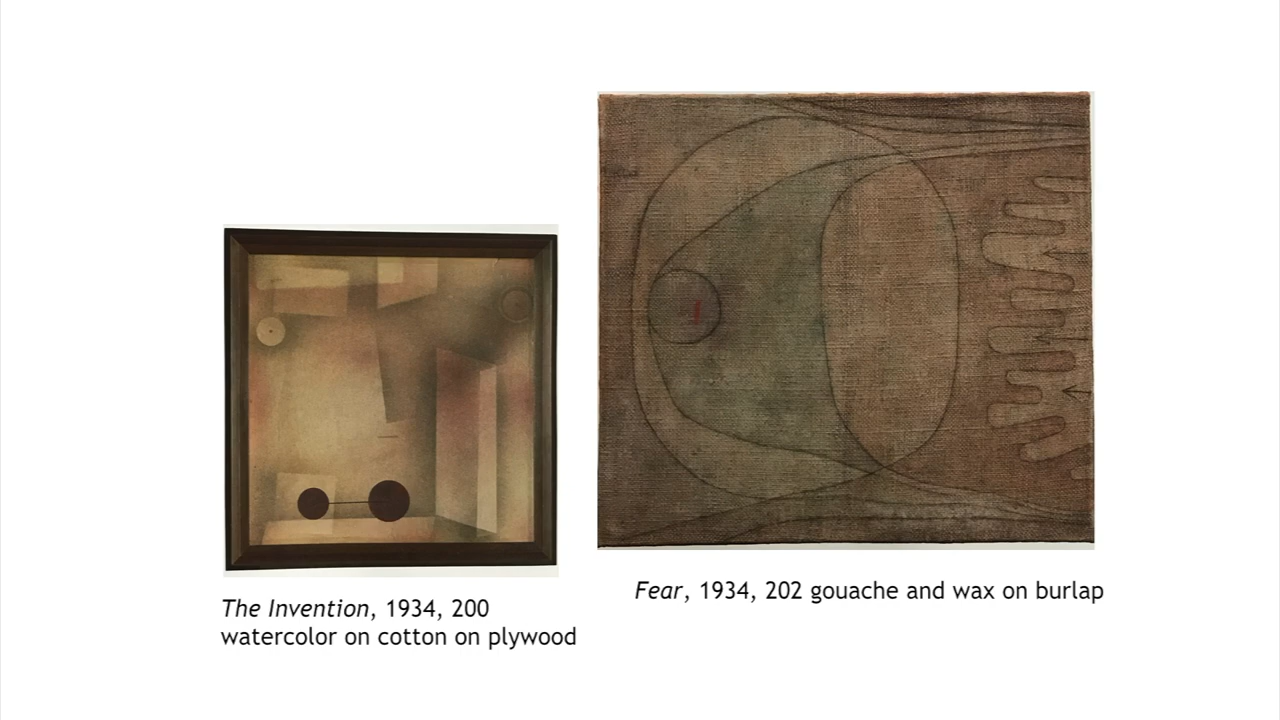 The Invention, 1934, 200
watercolor on cotton on plywood
Fear, 1934, 202 gouache and wax on burlap